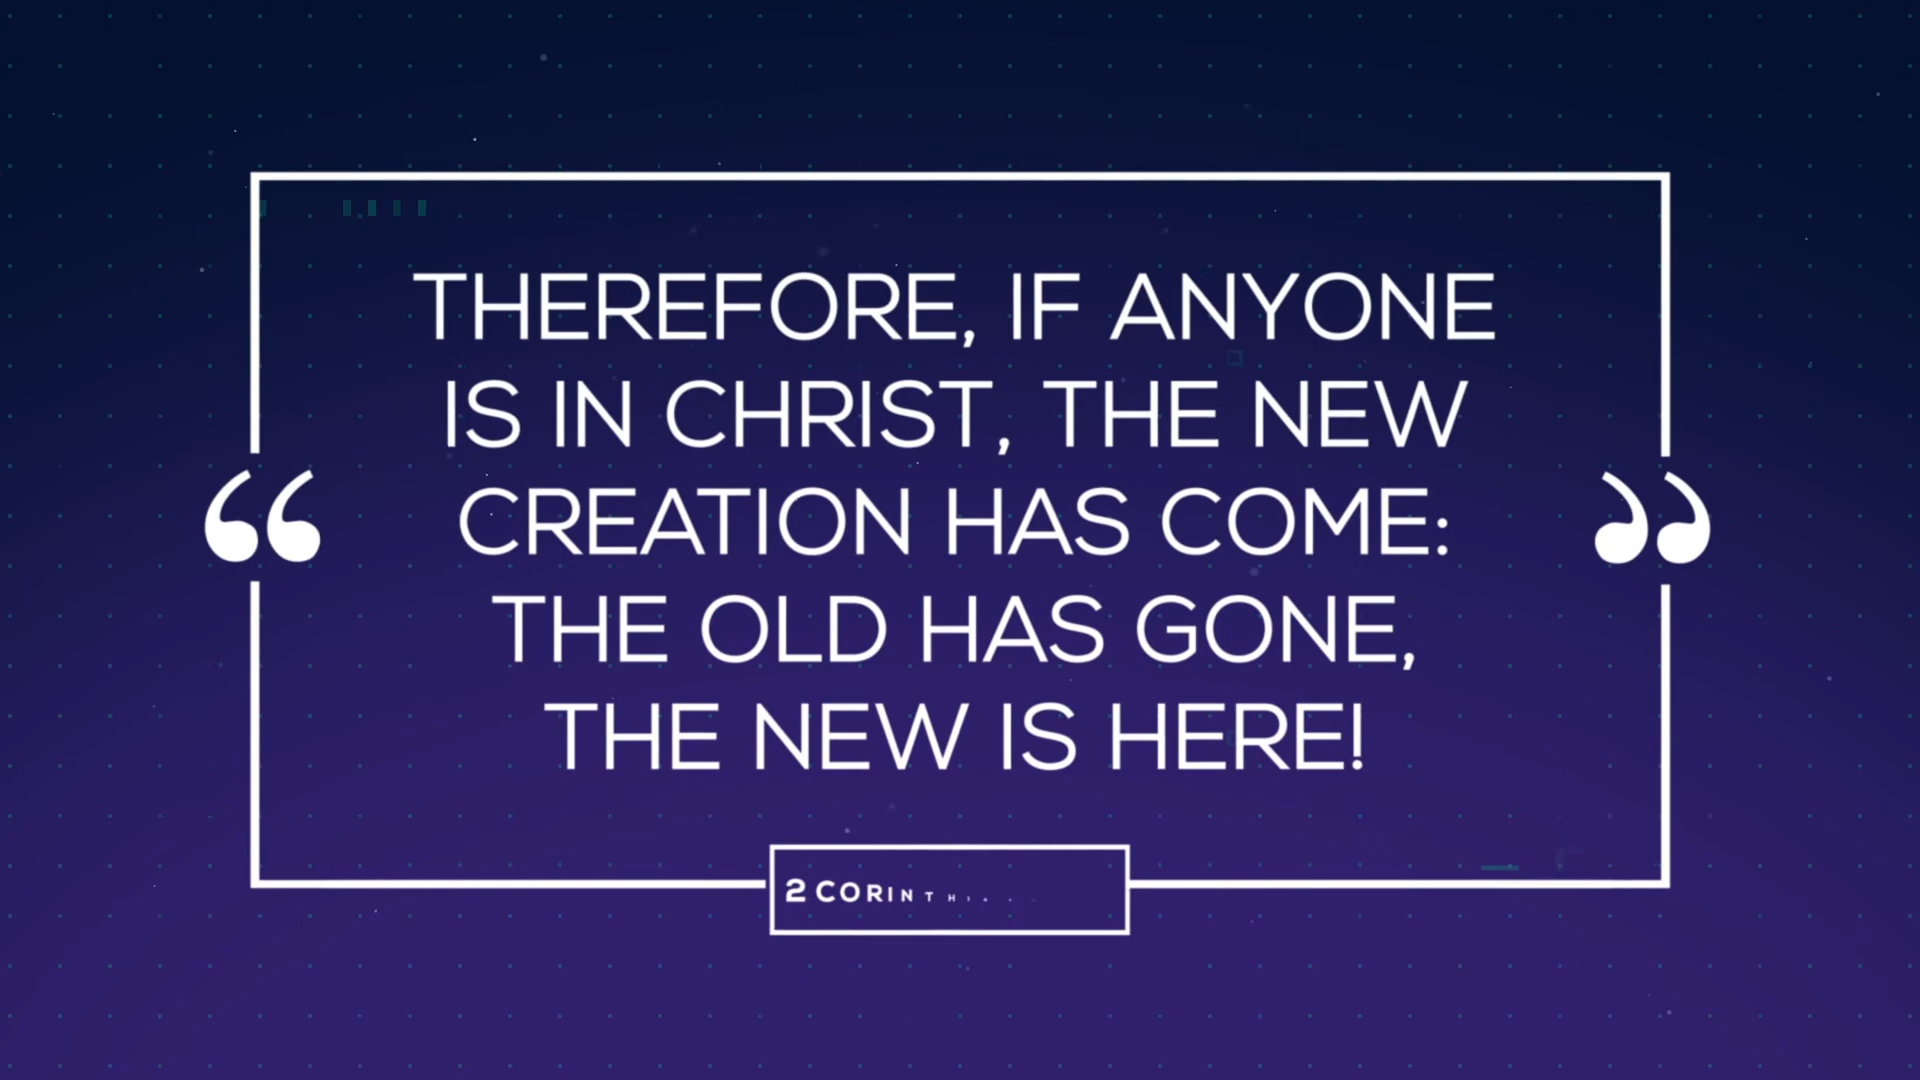 THEREFORE, IF ANYONE
IS IN CHRIST, THE NEW
CREATION HAS COME:
THE OLD HAS GONE,
THE NEW IS HERE!
2 CORINTHIA